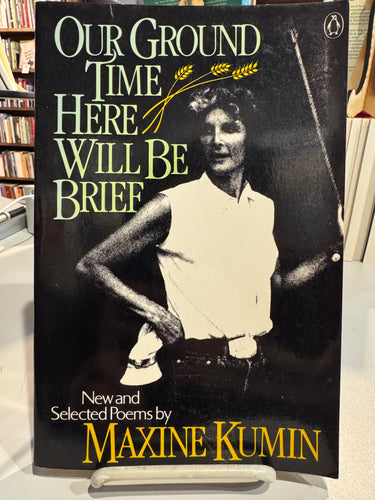 OUR GROUND
TIME
HERE
WILL BE
BRIEF
New and
Selected Poems by
MAXINE KUMIN